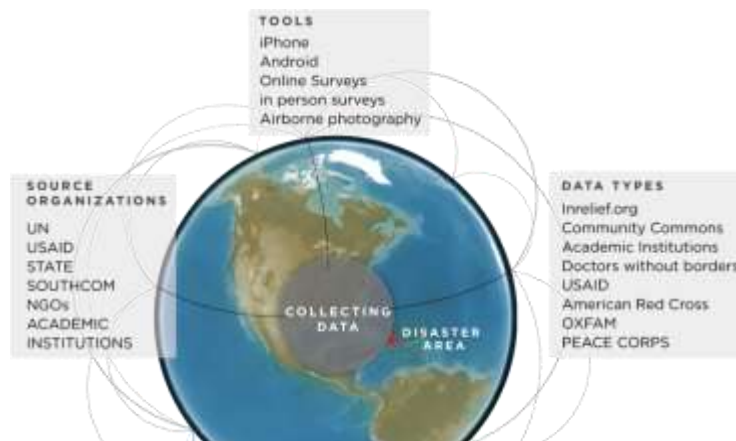 TOOLS
iPhone
Android
Online Surveys
in person surveys
Airborne photography
SOURCE
ORGANIZATIONS
UN
USAID
STATE
SOUTHCOM
NGOs
ACADEMIC
INSTITUTIONS
DATA TYPES
Inrelief.org
Community Commons
Academic Institutions
Doctors without borders
USAID
American Red Cross
OXFAM
PEACE CORPS
COLLECTING
DATA
DISASTER
AREA